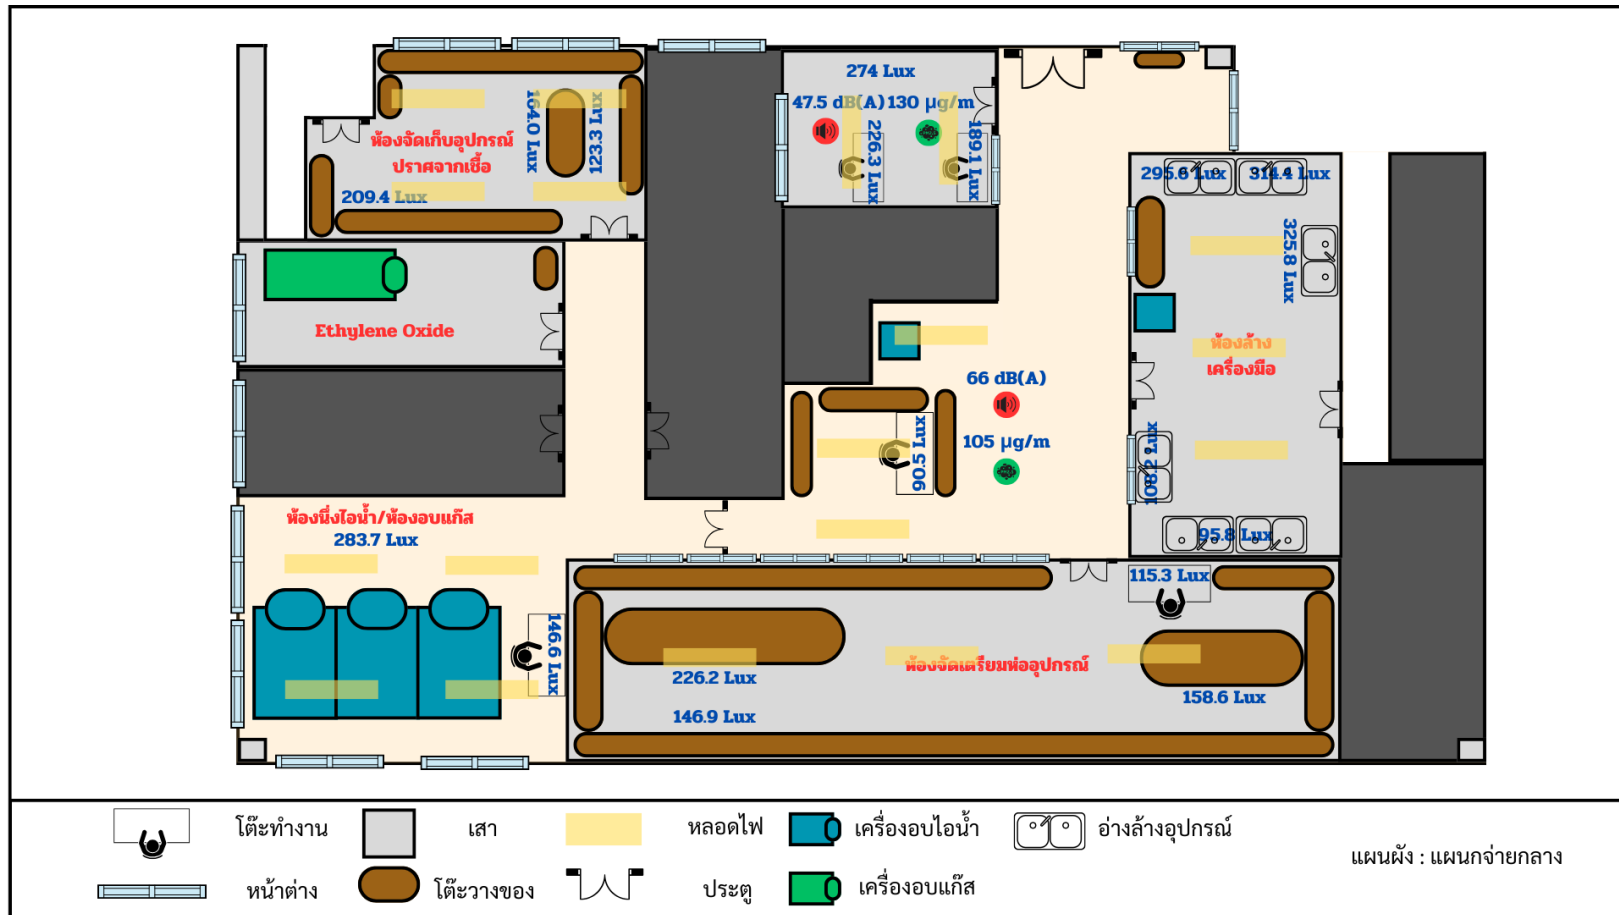 274 Lux
47.5 dB(A) 130 µg/m
226.3 Lux
189.1 Lux
164.0 Lux
123.3 Lux
ห้องจัดเก็บอุปกรณ์
ปราศจากเชื้อ
209.4 Lux
295.6 Lux
314.4 Lux
325.8 Lux
Ethylene Oxide
ห้องล้าง
เครื่องมือ
66 dB(A)
90.5 Lux
105 µg/m
108.2 Lux
95.8 Lux
ห้องนึ่งไอน้ำ/ห้องอบแก๊ส
283.7 Lux
146.6 Lux
115.3 Lux
ห้องจัดเตรียมห่ออุปกรณ์
226.2 Lux
158.6 Lux
146.9 Lux
โต๊ะทำงาน
เสา
หลอดไฟ
เครื่องอบไอน้ำ
อ่างล้างอุปกรณ์
แผนผัง : แผนกจ่ายกลาง
หน้าต่าง
โต๊ะวางของ
ประตู
เครื่องอบแก๊ส